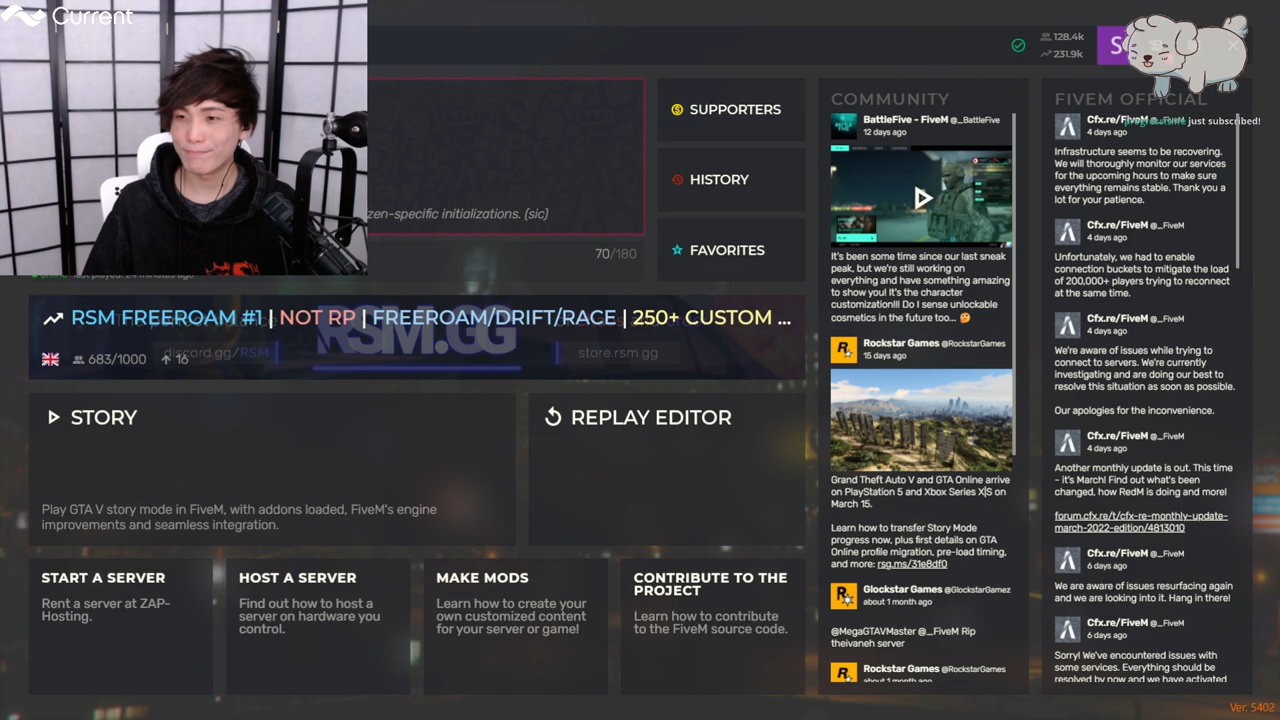 Current
128.4k
231.9k
S
just subscribed!
zen-specific initializations. (sic)
70/180
SUPPORTERS
HISTORY
FAVORITES
RSM FREEROAM #1 | NOT RP | FREEROAM/DRIFT/RACE | 250+ CUSTOM ...
RSM.GG
discord.gg/RSM
store.rsm.gg
683/1000
16
STORY
Play GTA V story mode in FiveM, with addons loaded, FiveM's engine
improvements and seamless integration.
REPLAY EDITOR
START A SERVER
Rent a server at ZAP-
Hosting.
HOST A SERVER
Find out how to host a
server on hardware you
control.
MAKE MODS
Learn how to create your
own customized content
for your server or game!
CONTRIBUTE TO THE
PROJECT
Learn how to contribute
to the FiveM source code.
COMMUNITY
BattleFive - FiveM @_BattleFive
12 days ago
It's been some time since our last sneak
peak, but we're still working on
everything and have something amazing
to show you! It's the character
customization!!! Do I sense unlockable
cosmetics in the future too... 🤔
Rockstar Games @RockstarGames
15 days ago
Grand Theft Auto V and GTA Online arrive
on PlayStation 5 and Xbox Series X|S on
March 15.
Learn how to transfer Story Mode
progress now, plus first details on GTA
Online profile migration, pre-load timing,
and more: rsg.ms/31e8df0
Glockstar Games @GlockstarGamez
about 1 month ago
@MegaGTAVMaster @_FiveM Rip
theivaneh server
Rockstar Games @RockstarGames
about 1 month ago
FIVEM OFFICIAL
Cfx.re/FiveM @_FiveM
4 days ago
Infrastructure seems to be recovering.
We will thoroughly monitor our services
for the upcoming hours to make sure
everything remains stable. Thank you a
lot for your patience.
Cfx.re/FiveM @_FiveM
4 days ago
Unfortunately, we had to enable
connection buckets to mitigate the load
of 200,000+ players trying to reconnect
at the same time.
Cfx.re/FiveM @_FiveM
4 days ago
We're aware of issues while trying to
connect to servers. We're currently
investigating and are doing our best to
resolve this situation as soon as possible.
Our apologies for the inconvenience.
Cfx.re/FiveM @_FiveM
4 days ago
Another monthly update is out. This time
- it's March! Find out what's been
changed, how RedM is doing and more!
forum.cfx.re/t/cfx-re-monthly-update-
march-2022-edition/4813010
Cfx.re/FiveM @_FiveM
6 days ago
We are aware of issues resurfacing again
and we are looking into it. Hang in there!
Cfx.re/FiveM @_FiveM
6 days ago
Sorry! We've encountered issues with
some services. Everything should be
resolved by now and we have activated
Ver. 5402